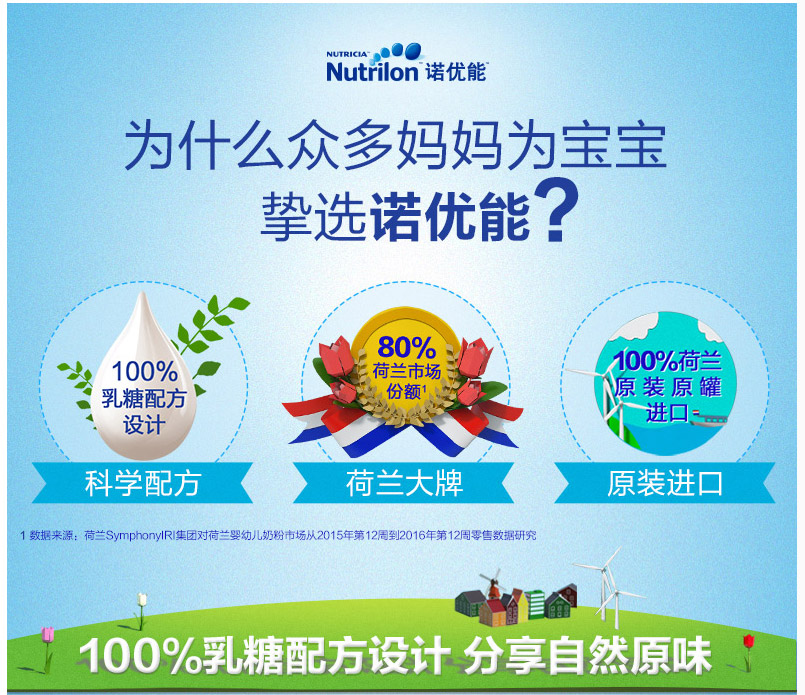 NUTRICIA
Nutrilon 诺优能
为什么众多妈妈为宝宝
挚选诺优能?
100%
乳糖配方
设计
科学配方
80%
荷兰市场
份额1
荷兰大牌
100%荷兰
原装原罐
进口
原装进口
1 数据来源：荷兰SymphonyIRI集团对荷兰婴幼儿奶粉市场从2015年第12周到2016年第12周零售数据研究
100%乳糖配方设计 分享自然原味